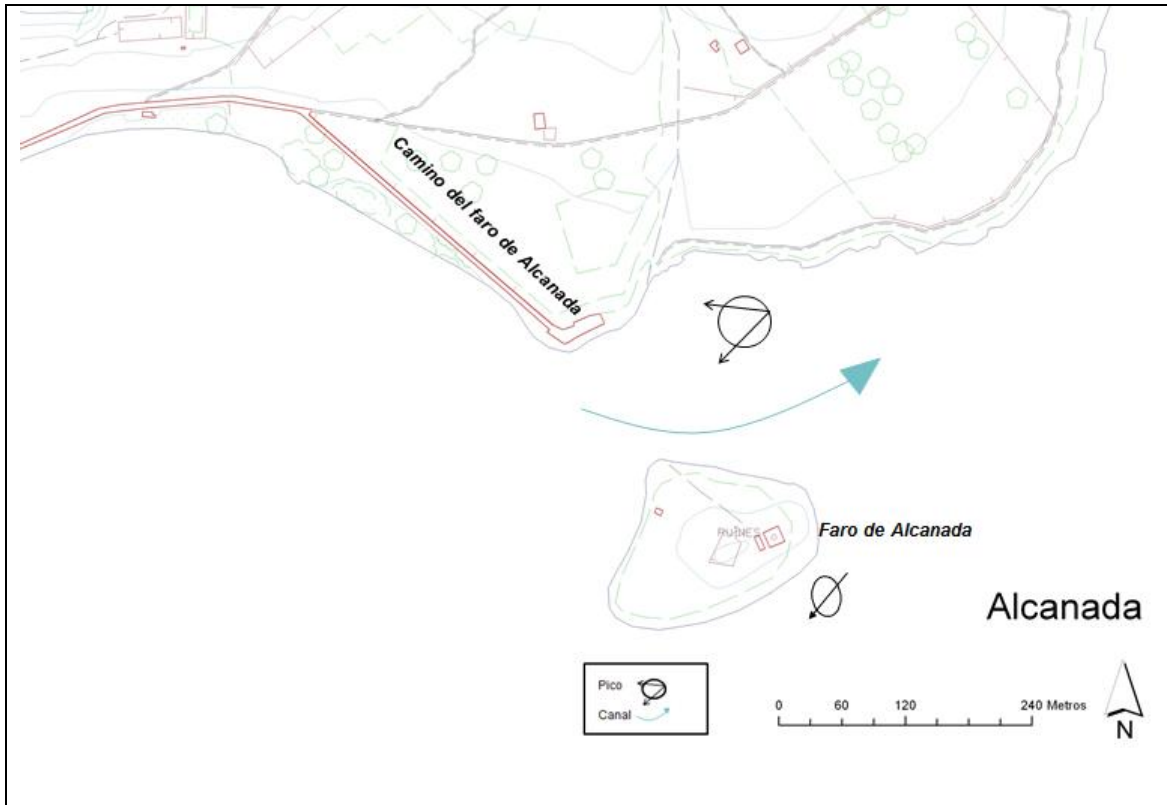 Camino del faro de Alcanada
RUINES
Faro de Alcanada
Alcanada
Pico
Canal
0 60 120 240 Metros
N